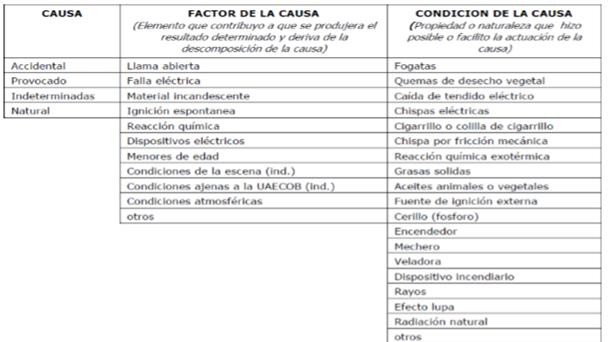 CAUSA FACTOR DE LA CAUSA CONDICION DE LA CAUSA
(Elemento que contribuyo a que se produjera el (Propiedad o naturaleza que hizo
resultado determinado y deriva de la posible o facilito la actuación de la
descomposición de la causa) causa)
Accidental Llama abierta Fogatas
Provocado Falla eléctrica Quemas de desecho vegetal
Indeterminadas Material incandescente Caída de tendido eléctrico
Natural Ignición espontanea Chispas eléctricas
Reacción química Cigarrillo o colilla de cigarrillo
Dispositivos eléctricos Chispa por fricción mecánica
Menores de edad Reacción química exotérmica
Condiciones de la escena (ind.) Grasas solidas
Condiciones ajenas a la UAECOB (ind.) Aceites animales o vegetales
Condiciones atmosféricas Fuente de ignición externa
otros Cerillo (fosforo)
Encendedor
Mechero
Veladora
Dispositivo incendiario
Rayos
Efecto lupa
Radiación natural
otros